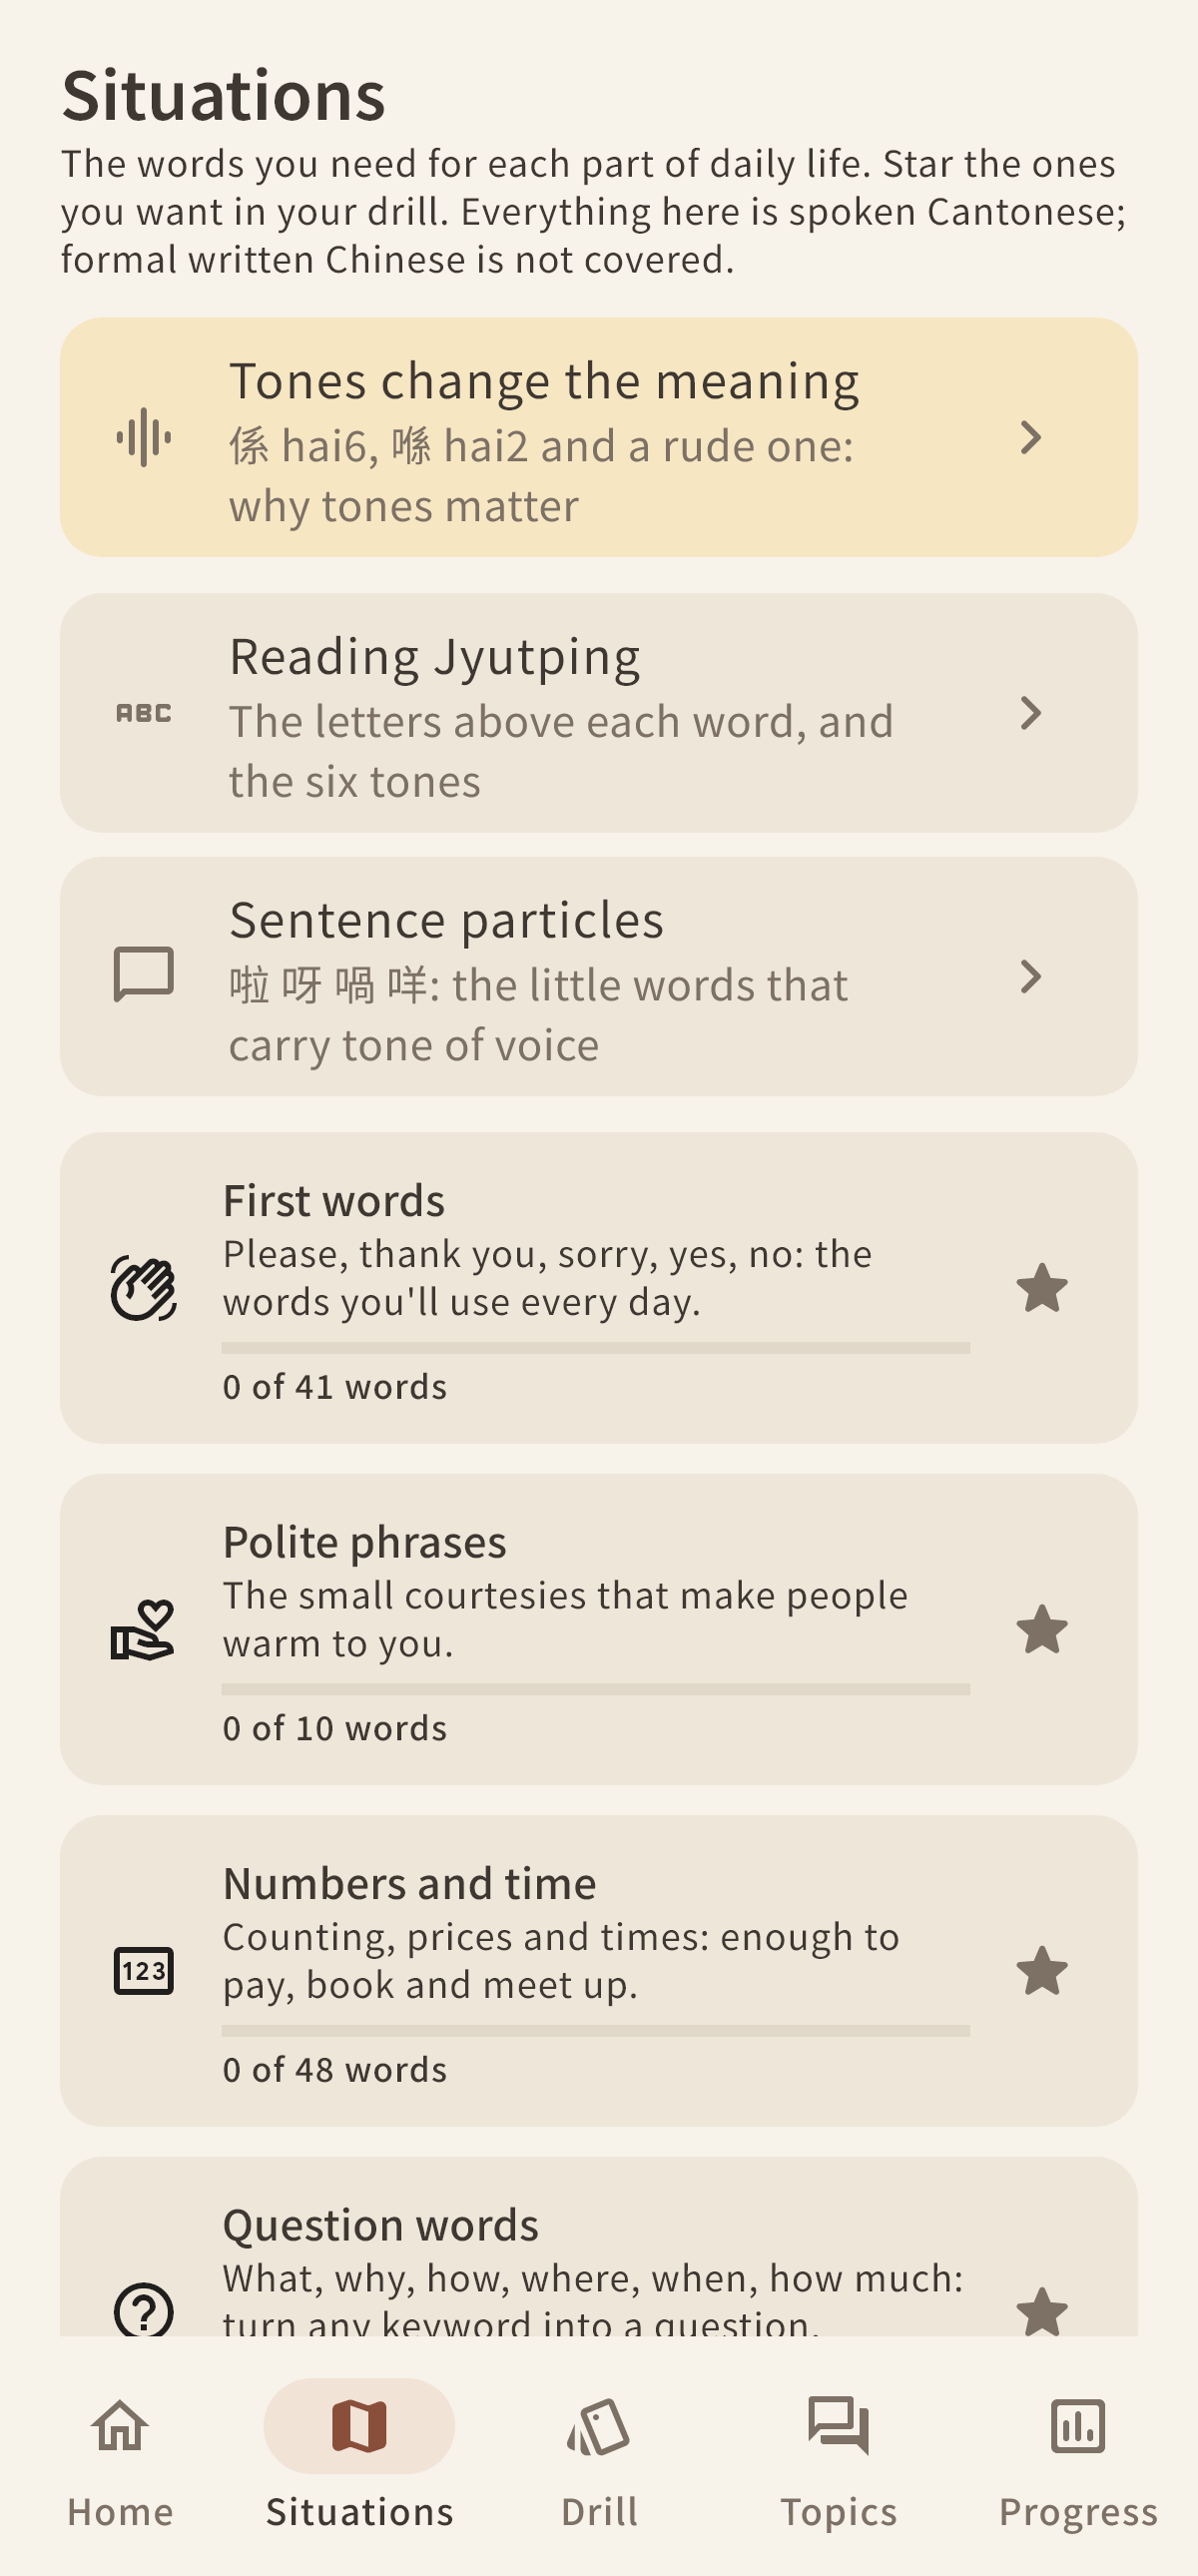 Situations
The words you need for each part of daily life. Star the ones
you want in your drill. Everything here is spoken Cantonese;
formal written Chinese is not covered.
Tones change the meaning
係 hai6, 喺 hai2 and a rude one:
why tones matter
ABC
Reading Jyutping
The letters above each word, and
the six tones
Sentence particles
啦 呀 喎 咩: the little words that
carry tone of voice
First words
Please, thank you, sorry, yes, no: the
words you'll use every day.
0 of 41 words
Polite phrases
The small courtesies that make people
warm to you.
0 of 10 words
Numbers and time
Counting, prices and times: enough to
123
pay, book and meet up.
0 of 48 words
Question words
What, why, how, where, when, how much:
?
turn any keyword into a question.
Home
Situations
Drill
Topics
Progress